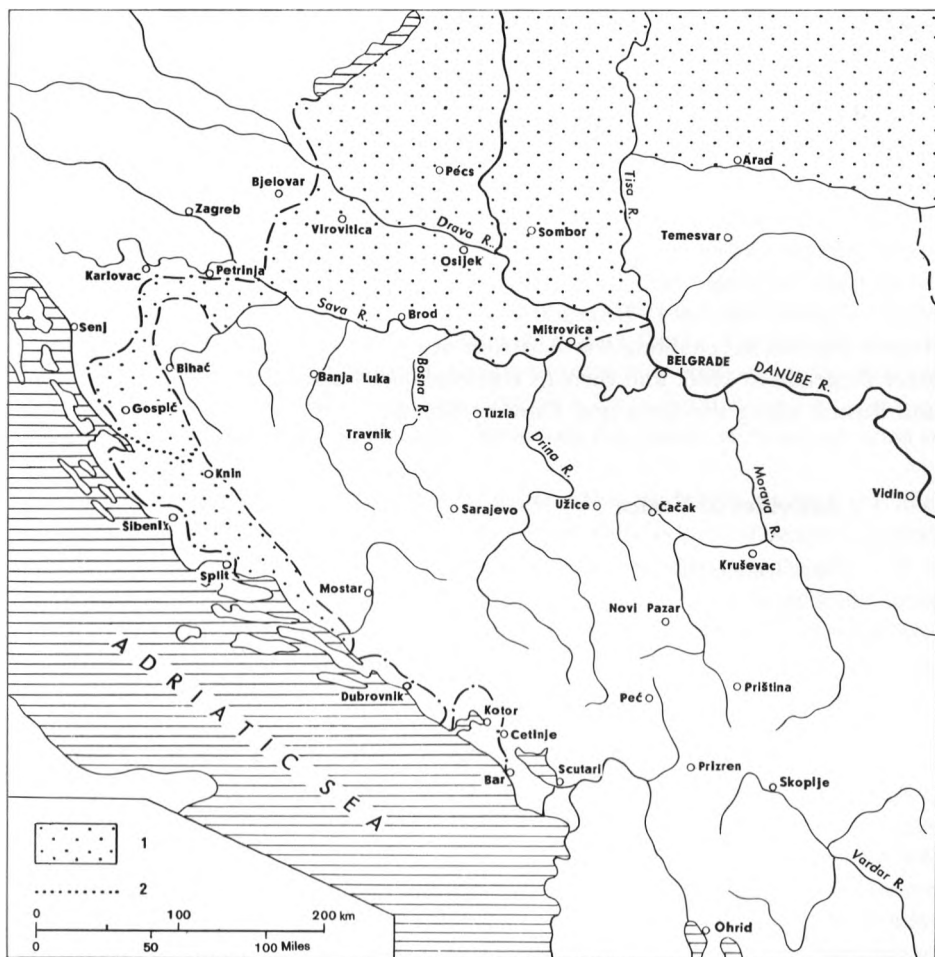 Pécs
Arad
Bjelovar
Zagreb
Virovitica
Drava R.
Sombor
Tisa R.
Temesvar
Osijek
Karlovac
Petrinja
Senj
Sava R.
Brod
Mitrovica
Bihać
Banja Luka
Bosna R.
BELGRADE
DANUBE R.
Gospić
Tuzla
Travnik
Drina R.
Knin
Morava R.
Vidin
Šibenik
Sarajevo
Užice
Čačak
Split
Kruševac
Mostar
Novi Pazar
ADRIATIC SEA
Dubrovnik
Peć
Priština
Kotor
Cetinje
Bar
Scutari
Prizren
Skoplje
Vardar R.
Ohrid
1
2
0 100 200 km
0 50 100 Miles